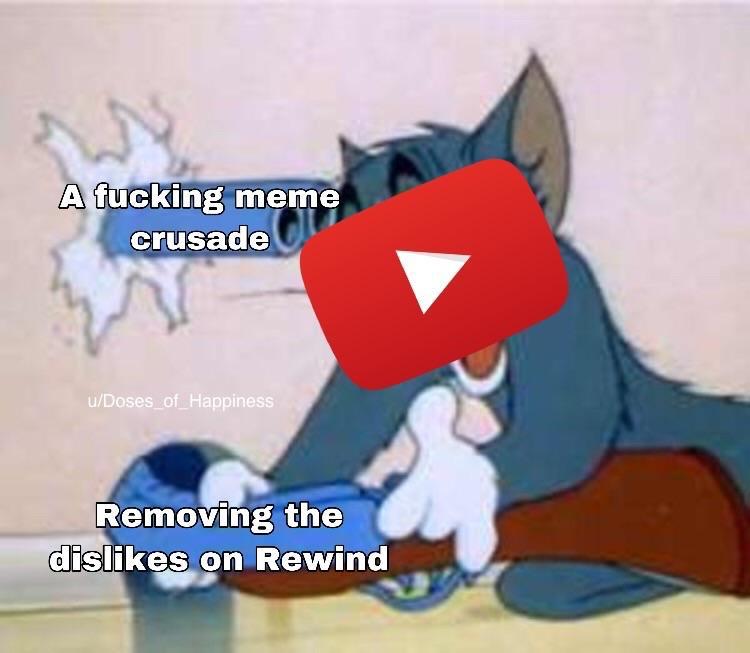 A fucking meme
crusade
u/Doses_of_Happiness
Removing the
dislikes on Rewind